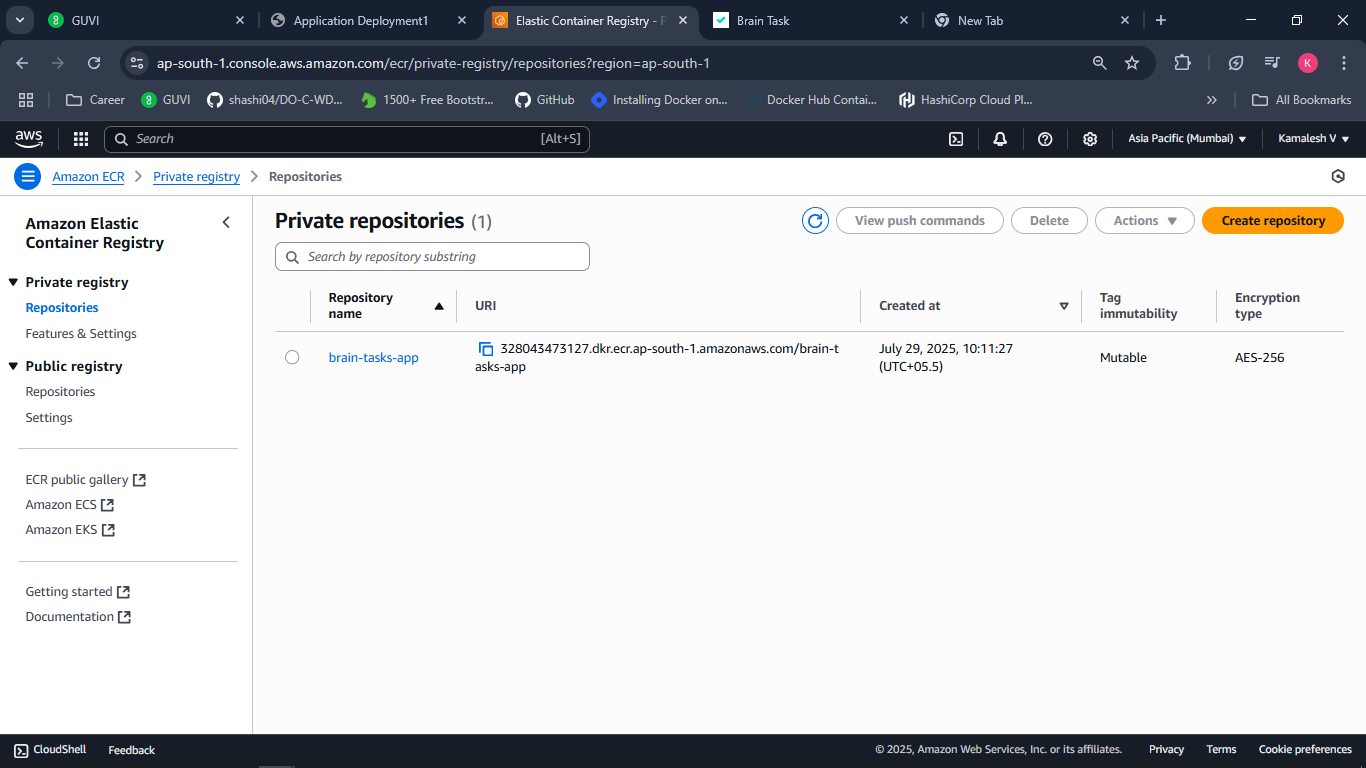 GUVI
Application Deployment1
Elastic Container Registry - P
Brain Task
New Tab
ap-south-1.console.aws.amazon.com/ecr/private-registry/repositories?region=ap-south-1
K
Career
GUVI
shashi04/DO-C-WD...
1500+ Free Bootstr...
GitHub
Installing Docker on...
Docker Hub Contai...
HashiCorp Cloud Pl...
All Bookmarks
aws
Search
[Alt+S]
Asia Pacific (Mumbai)
Kamalesh V
Amazon ECR
Private registry
Repositories
Amazon Elastic
Container Registry
Private registry
Repositories
Features & Settings
Public registry
Repositories
Settings
ECR public gallery
Amazon ECS
Amazon EKS
Getting started
Documentation
Private repositories (1)
View push commands
Delete
Actions
Create repository
Search by repository substring
Repository
name
URI
Created at
Tag
immutability
Encryption
type
brain-tasks-app
328043473127.dkr.ecr.ap-south-1.amazonaws.com/brain-t
asks-app
July 29, 2025, 10:11:27
(UTC+05.5)
Mutable
AES-256
CloudShell
Feedback
© 2025, Amazon Web Services, Inc. or its affiliates.
Privacy
Terms
Cookie preferences